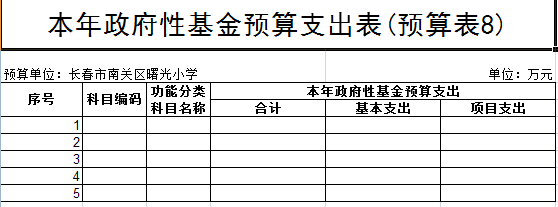 本年政府性基金预算支出表(预算表8)
预算单位：长春市南关区曙光小学 单位：万元
序号 科目编码 功能分类科目名称 本年政府性基金预算支出
合计 基本支出 项目支出
1
2
3
4
5